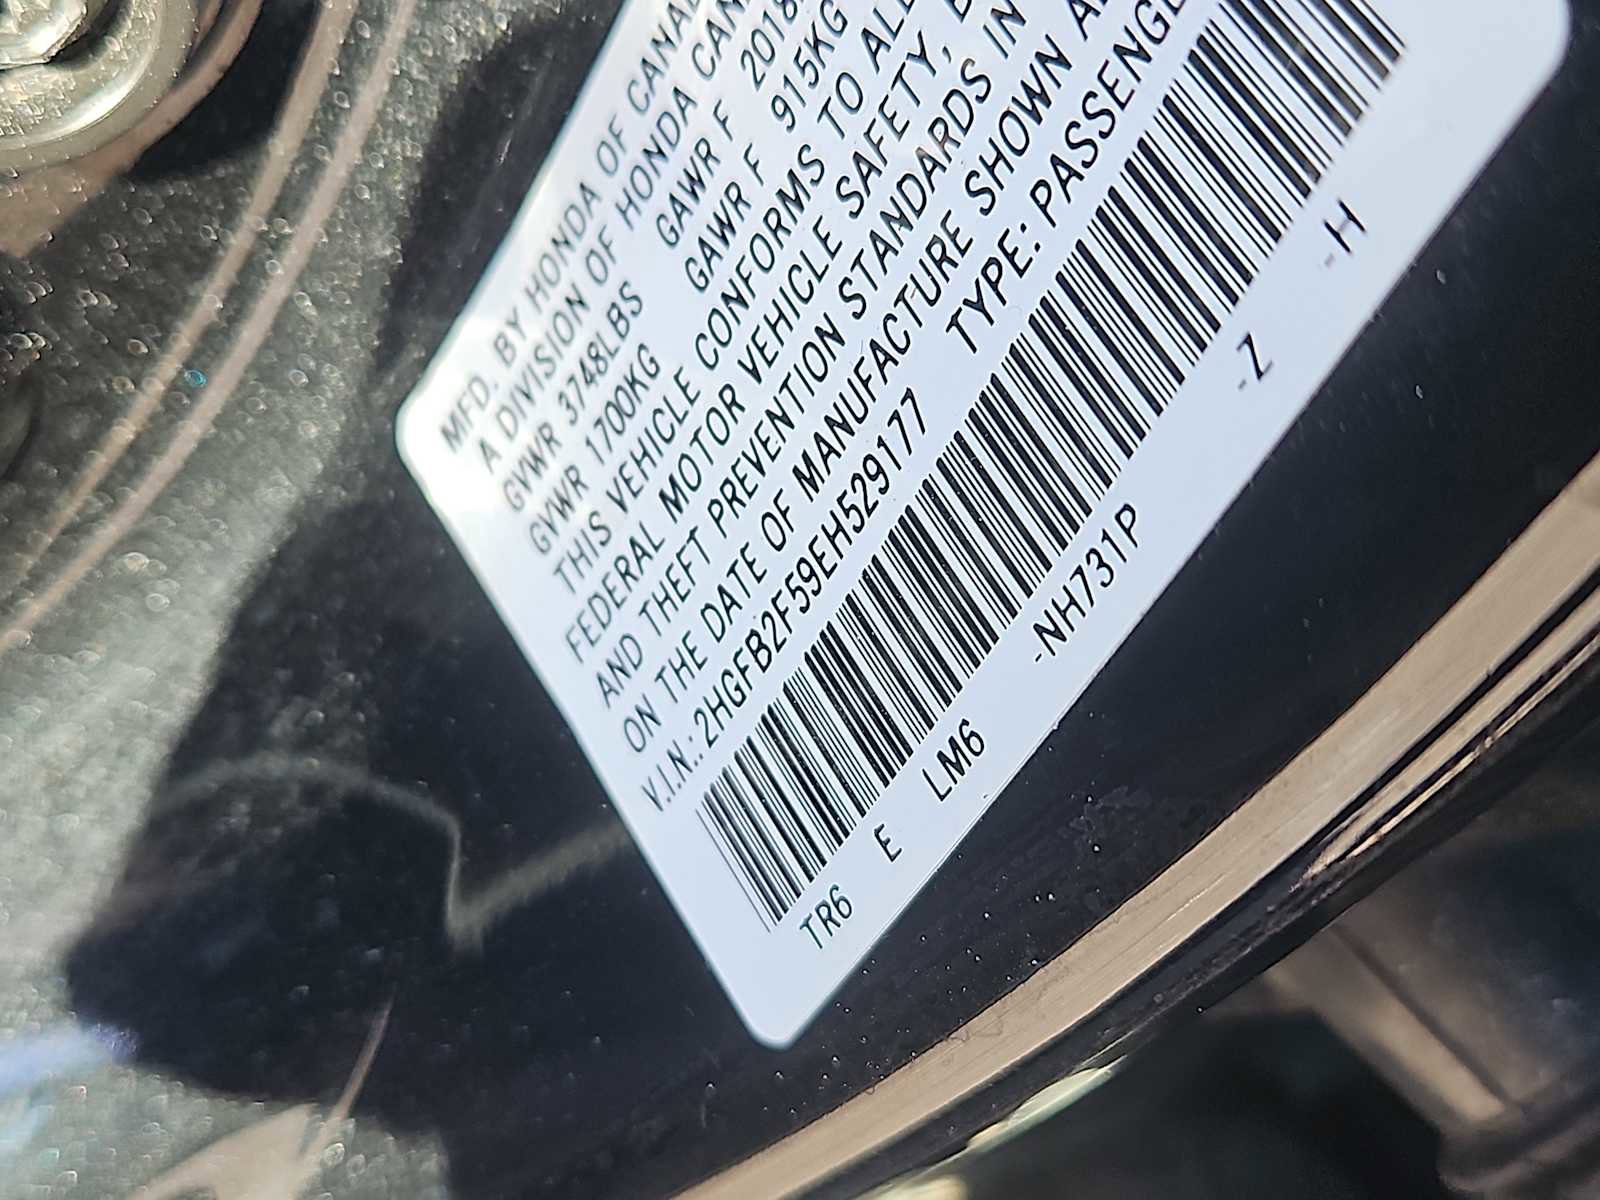 MFD. BY HONDA OF CANAD
A DIVISION OF HONDA CAN
GVWR 3748LBS GAWR F 2018
GVWR 1700KG GAWR F 915KG
THIS VEHICLE CONFORMS TO ALL
FEDERAL MOTOR VEHICLE SAFETY, B
AND THEFT PREVENTION STANDARDS IN
ON THE DATE OF MANUFACTURE SHOWN A
V.I.N.: 2HGFB2F59EH529177 TYPE: PASSENGE
TR6 E LM6 -NH731P -Z -H